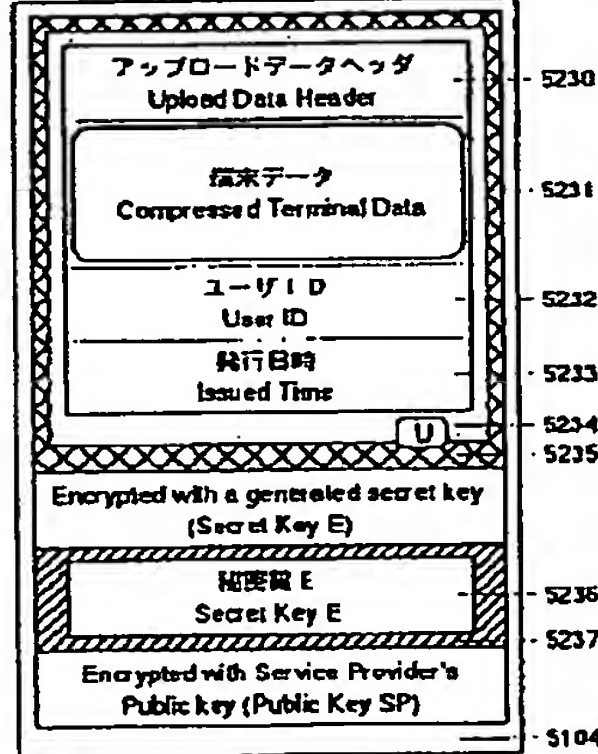 アップロードデータヘッダ
5230
Upload Data Header
端末データ
5231
Compressed Terminal Data
ユーザID
5232
User ID
発行日時
5233
Issued Time
U
5234
5235
Encrypted with a generated secret key
(Secret Key E)
秘密鍵 E
5236
Secret Key E
5237
Encrypted with Service Provider's
Public key (Public Key SP)
5104